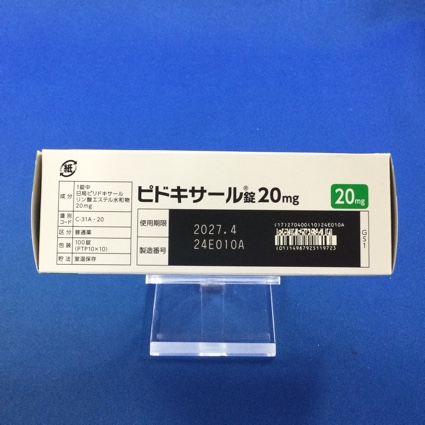 紙
成分 1錠中
日局ピリドキサール
リン酸エステル水和物
20mg
識別コード C-31A・20
区分 普通薬
包装 100錠
(PTP10×10)
貯法 室温保存
ピドキサール®錠20mg
20mg
使用期限 2027.4
製造番号 24E010A
(17)270400(10)24E010A
(01)14987925119723
GS1